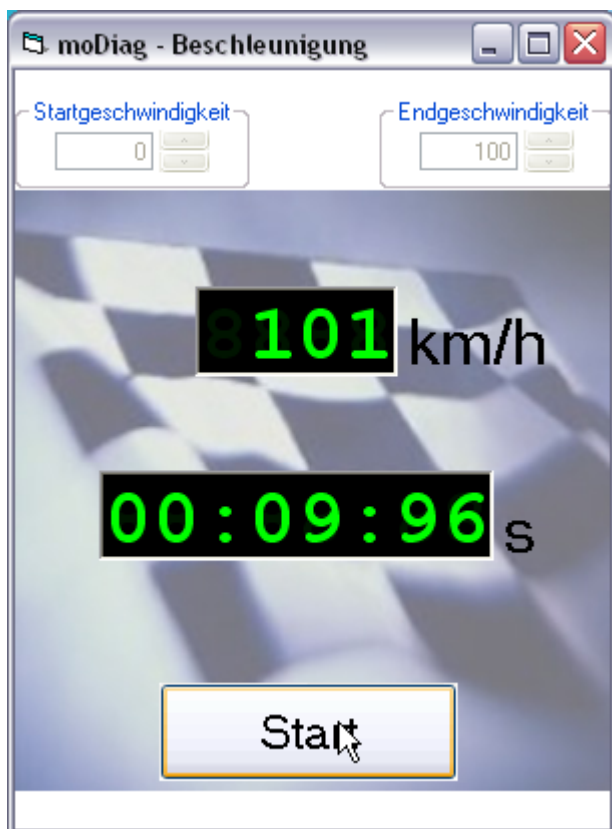 moDiag - Beschleunigung
Startgeschwindigkeit Endgeschwindigkeit
0 100
101 km/h
00:09:96 s
Start